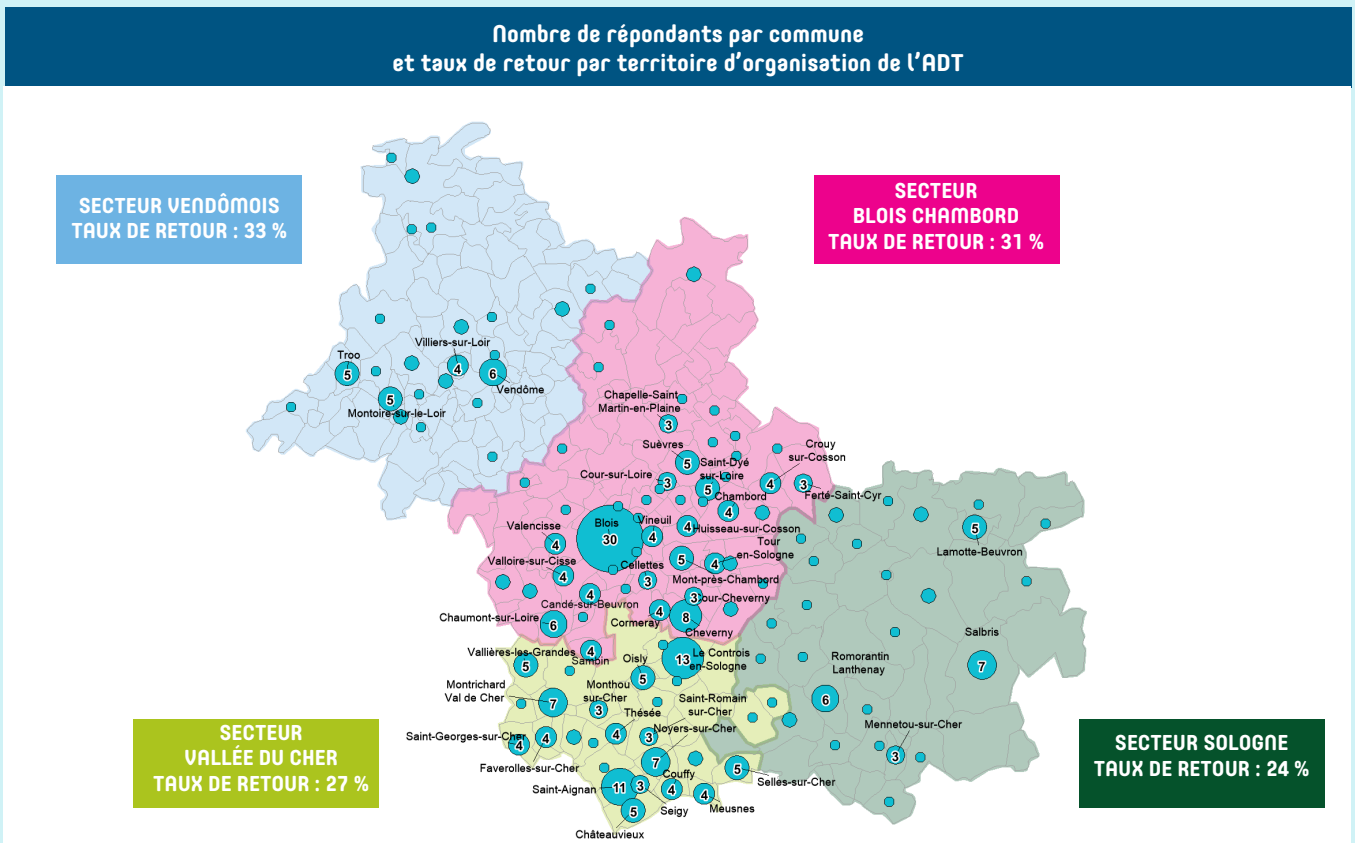 Nombre de répondants par commune
et taux de retour par territoire d'organisation de l'ADT
SECTEUR VENDÔMOIS
TAUX DE RETOUR : 33 %
SECTEUR
BLOIS CHAMBORD
TAUX DE RETOUR : 31 %
Troo
5
Villiers-sur-Loir
4
6
Vendôme
5
Montoire-sur-le-Loir
Chapelle-Saint
Martin-en-Plaine
3
Suèvres
5
Cour-sur-Loire
3
Saint-Dyé
sur-Loire
5
Crouy
sur-Cosson
4
3
Ferté-Saint-Cyr
Chambord
4
Blois
30
Vineuil
4
4
Huisseau-sur-Cosson
Valencisse
4
Valloire-sur-Cisse
4
Tour
en-Sologne
4
5
Mont-près-Chambord
Cellettes
3
4
Candé-sur-Beuvron
3
our-Cheverny
Chaumont-sur-Loire
6
4
Cormeray
8
Cheverny
4
Sambin
5
Lamotte-Beuvron
Salbris
7
Romorantin
Lanthenay
6
Mennetou-sur-Cher
3
Vallières-les-Grandes
5
Oisly
5
13
Le Controis
en-Sologne
Montrichard
Val de Cher
7
Monthou
sur-Cher
3
Saint-Romain
sur-Cher
Thésée
4
Noyers-sur-Cher
3
7
Saint-Georges-sur-Cher
4
4
Faverolles-sur-Cher
Saint-Aignan
11
3
Seigy
Couffy
4
4
Meusnes
5
Selles-sur-Cher
5
Châteauvieux
SECTEUR
VALLÉE DU CHER
TAUX DE RETOUR : 27 %
SECTEUR SOLOGNE
TAUX DE RETOUR : 24 %